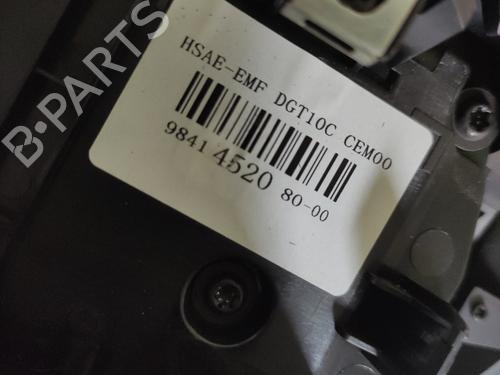 B-PARTS
HSAE-EMF DGT10C CEM00
9841 4520 80-00